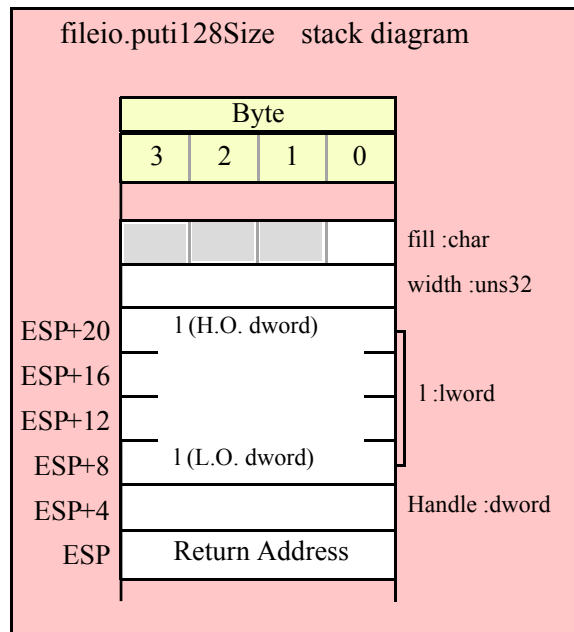 fileio.puti128Size stack diagram
Byte
3 2 1 0
fill :char
width :uns32
ESP+20 l (H.O. dword)
ESP+16
l :lword
ESP+12
ESP+8 l (L.O. dword)
ESP+4 Handle :dword
ESP Return Address